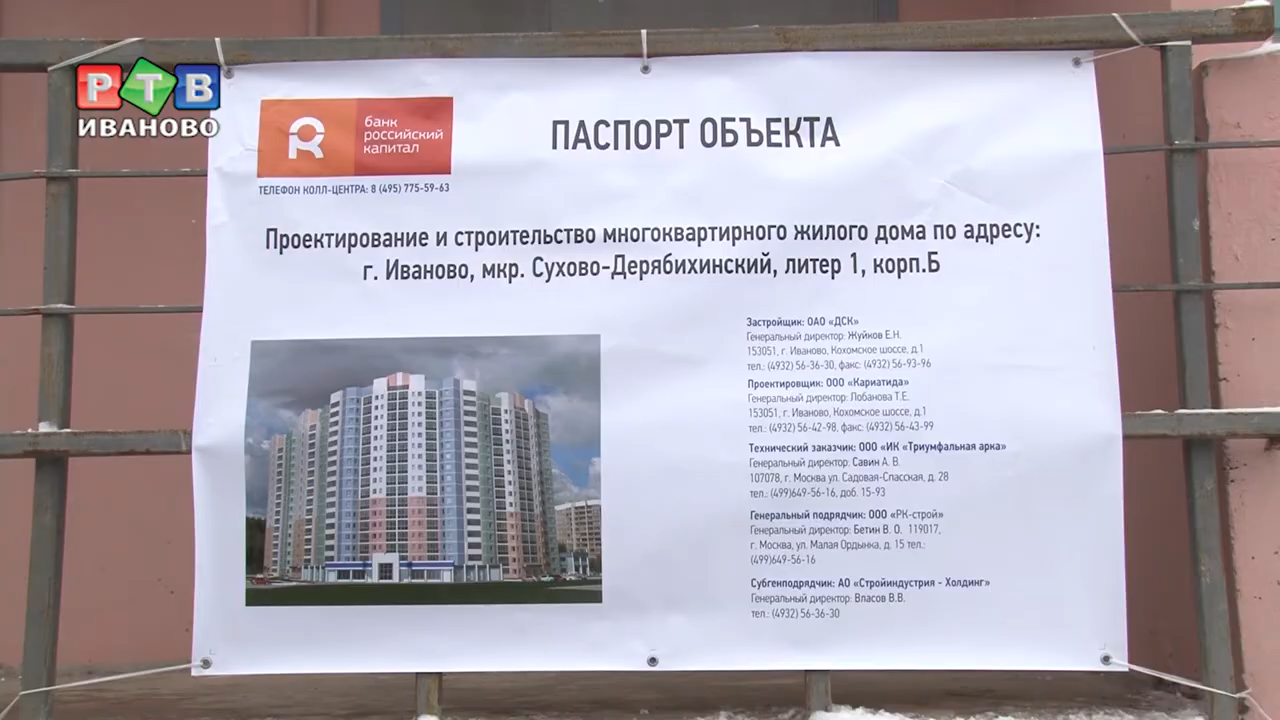 РТВ
ИВАНОВО
банк
российский
капитал
ТЕЛЕФОН КОЛЛ-ЦЕНТРА: 8 (495) 775-59-63
ПАСПОРТ ОБЪЕКТА
Проектирование и строительство многоквартирного жилого дома по адресу:
г. Иваново, мкр. Сухово-Дерябихинский, литер 1, корп.Б
Застройщик: ОАО «ДСК»
Генеральный директор: Жуйков Е.Н.
153051, г. Иваново, Кохомское шоссе, д.1
тел.: (4932) 56-36-30, факс: (4932) 56-93-96
Проектировщик: ООО «Кариатида»
Генеральный директор: Лобанова Т.Е.
153051, г. Иваново, Кохомское шоссе, д.1
тел.: (4932) 56-42-98, факс: (4932) 56-43-99
Технический заказчик: ООО «ИК «Триумфальная арка»
Генеральный директор: Савин А. В.
107078, г. Москва ул. Садовая-Спасская, д. 28
тел.: (499)649-56-16, доб. 15-93
Генеральный подрядчик: ООО «РК-строй»
Генеральный директор: Бетин В. О. 119017,
г. Москва, ул. Малая Ордынка, д. 15 тел.:
(499)649-56-16
Субгенподрядчик: АО «Стройиндустрия - Холдинг»
Генеральный директор: Власов В.В.
тел.: (4932) 56-36-30